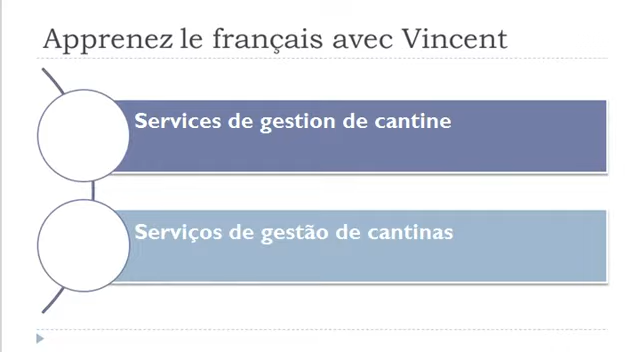 Apprenez le français avec Vincent
Services de gestion de cantine
Serviços de gestão de cantinas